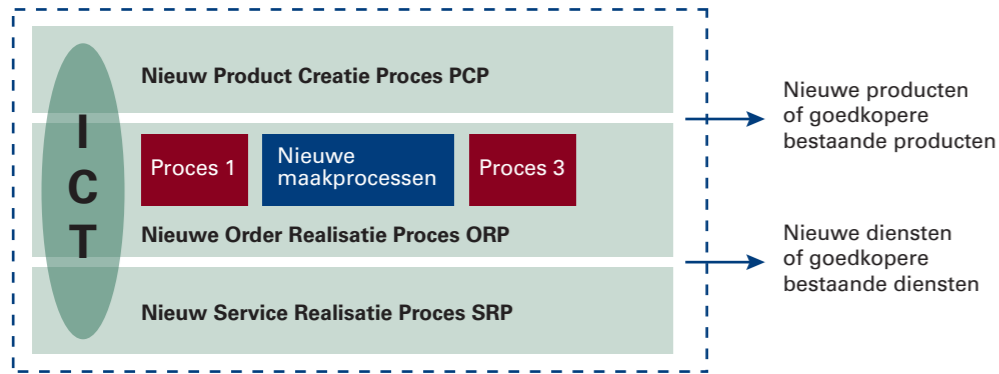 Nieuw Product Creatie Proces PCP
I
C
T
Proces 1
Nieuwe
maakprocessen
Proces 3
Nieuwe Order Realisatie Proces ORP
Nieuw Service Realisatie Proces SRP
Nieuwe producten
of goedkopere
bestaande producten
Nieuwe diensten
of goedkopere
bestaande diensten